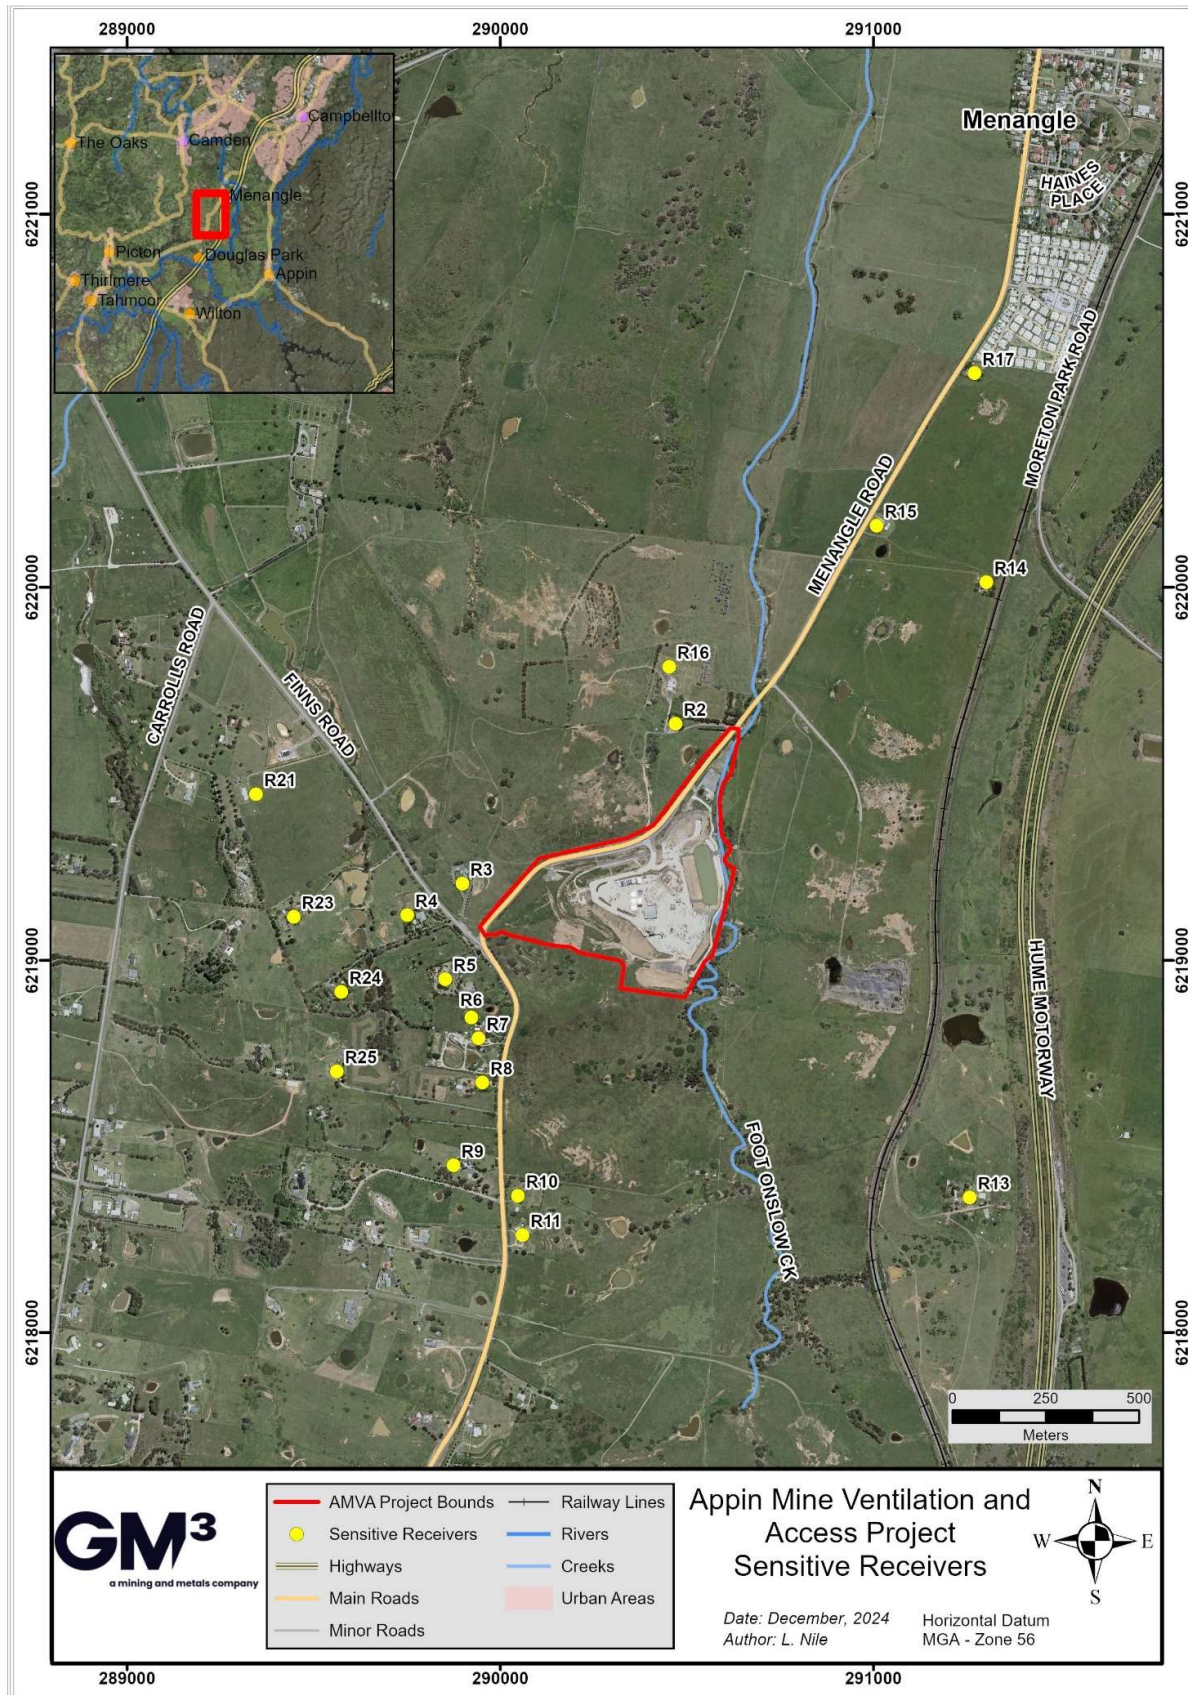 289000
290000
291000
The Oaks
Camden
Campbellto
Menangle
Picton
Douglas Park
Appin
Thirlmere
Tahmoor
Wilton
Menangle
HAINES
PLACE
6221000
6221000
R17
MORETON PARK ROAD
MENANGLE ROAD
R15
R14
6220000
6220000
CARROLLS ROAD
FINNS ROAD
R16
R2
R21
R3
R4
R23
R5
R24
R6
R7
R25
R8
6219000
6219000
HUME MOTORWAY
FOOT ONSLOW CK
R9
R10
R11
R13
6218000
6218000
0 250 500
Meters
GM³
a mining and metals company
AMVA Project Bounds
Sensitive Receivers
Highways
Main Roads
Minor Roads
Railway Lines
Rivers
Creeks
Urban Areas
Appin Mine Ventilation and
Access Project
Sensitive Receivers
Date: December, 2024
Author: L. Nile
Horizontal Datum
MGA - Zone 56
N
W E
S
289000
290000
291000